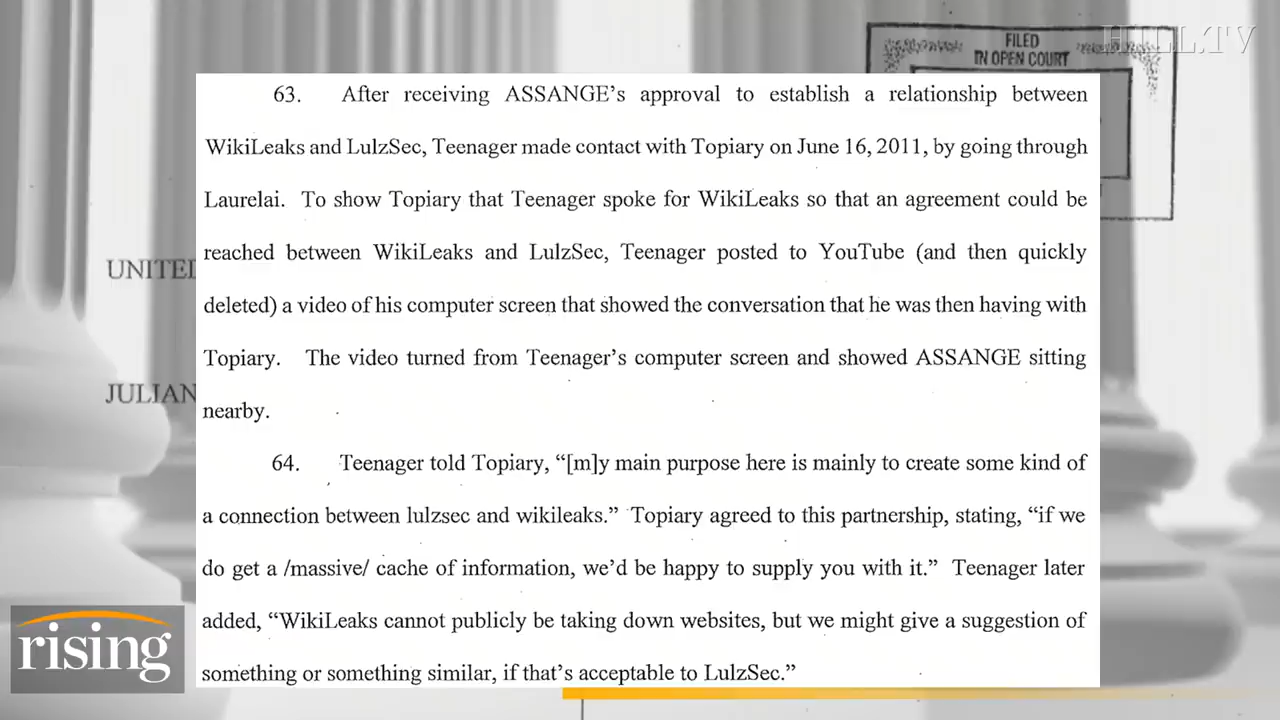 HILL.TV
FILED
IN OPEN COURT
63. After receiving ASSANGE's approval to establish a relationship between
WikiLeaks and LulzSec, Teenager made contact with Topiary on June 16, 2011, by going through
Laurelai. To show Topiary that Teenager spoke for WikiLeaks so that an agreement could be
reached between WikiLeaks and LulzSec, Teenager posted to YouTube (and then quickly
deleted) a video of his computer screen that showed the conversation that he was then having with
Topiary. The video turned from Teenager's computer screen and showed ASSANGE sitting
nearby.
64. Teenager told Topiary, “[m]y main purpose here is mainly to create some kind of
a connection between lulzsec and wikileaks.” Topiary agreed to this partnership, stating, “if we
do get a /massive/ cache of information, we'd be happy to supply you with it.” Teenager later
added, “WikiLeaks cannot publicly be taking down websites, but we might give a suggestion of
something or something similar, if that's acceptable to LulzSec.”
UNITED
JULIAN
rising